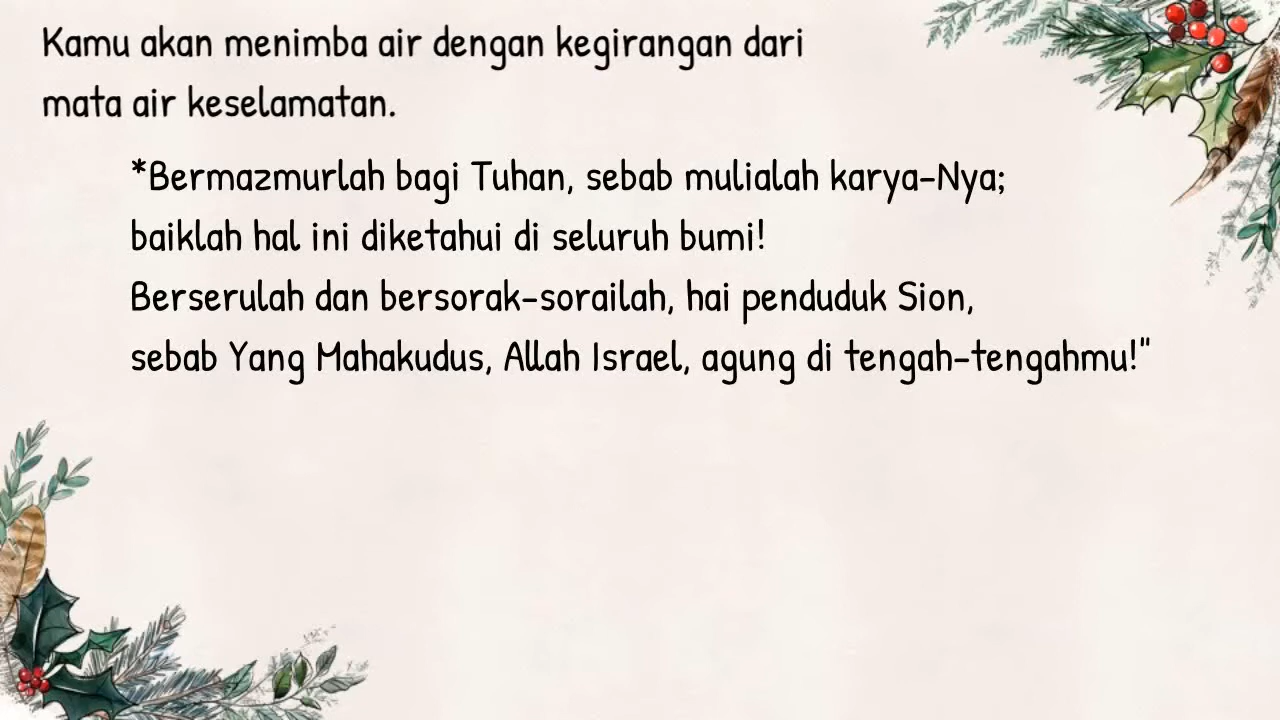 Kamu akan menimba air dengan kegirangan dari
mata air keselamatan.
*Bermazmurlah bagi Tuhan, sebab mulialah karya-Nya;
baiklah hal ini diketahui di seluruh bumi!
Berserulah dan bersorak-sorailah, hai penduduk Sion,
sebab Yang Mahakudus, Allah Israel, agung di tengah-tengahmu!"